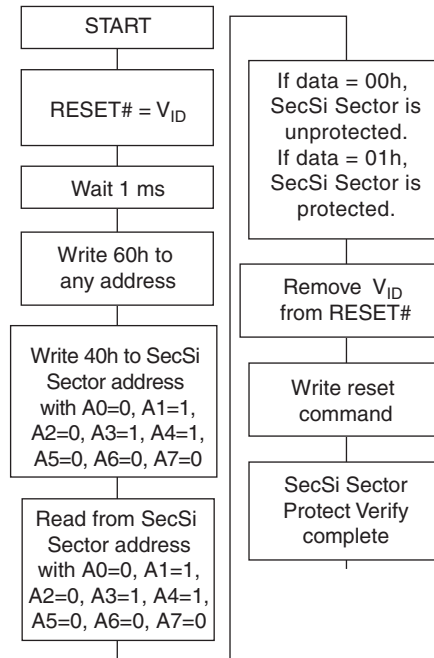 START
RESET# = VID
Wait 1 ms
Write 60h to
any address
Write 40h to SecSi
Sector address
with A0=0, A1=1,
A2=0, A3=1, A4=1,
A5=0, A6=0, A7=0
Read from SecSi
Sector address
with A0=0, A1=1,
A2=0, A3=1, A4=1,
A5=0, A6=0, A7=0
If data = 00h,
SecSi Sector is
unprotected.
If data = 01h,
SecSi Sector is
protected.
Remove VID
from RESET#
Write reset
command
SecSi Sector
Protect Verify
complete